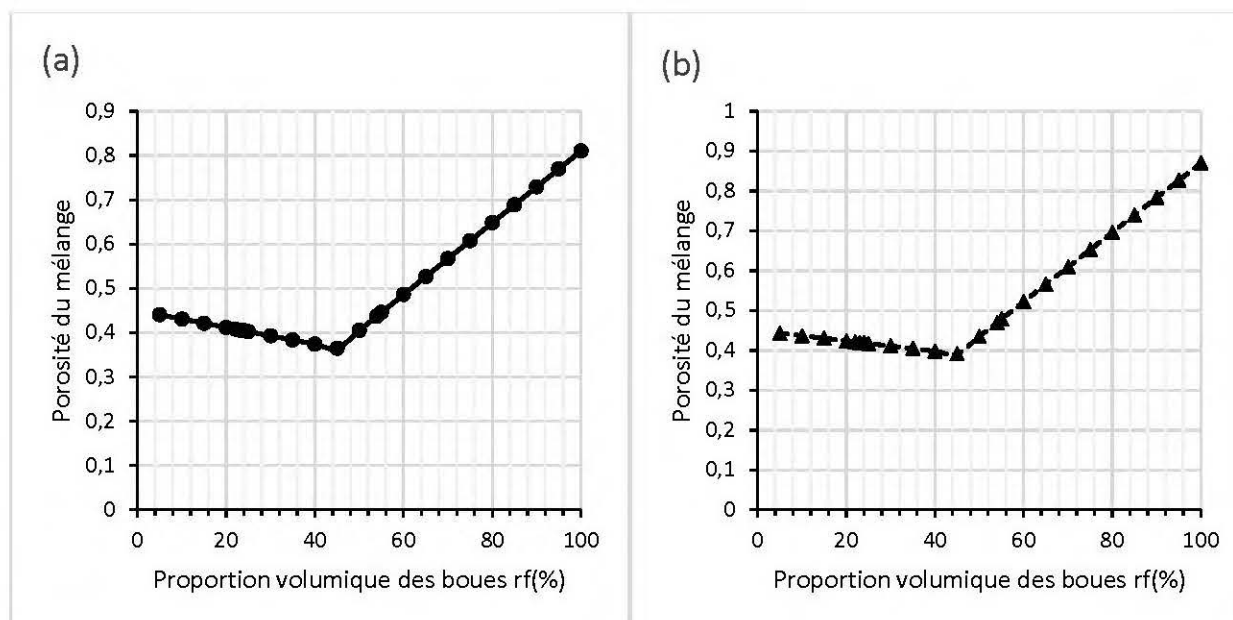 (a)
Porosité du mélange
0,9
0,8
0,7
0,6
0,5
0,4
0,3
0,2
0,1
0
0 20 40 60 80 100
Proportion volumique des boues rf(%)
(b)
Porosité du mélange
1
0,9
0,8
0,7
0,6
0,5
0,4
0,3
0,2
0,1
0
0 20 40 60 80 100
Proportion volumique des boues rf(%)